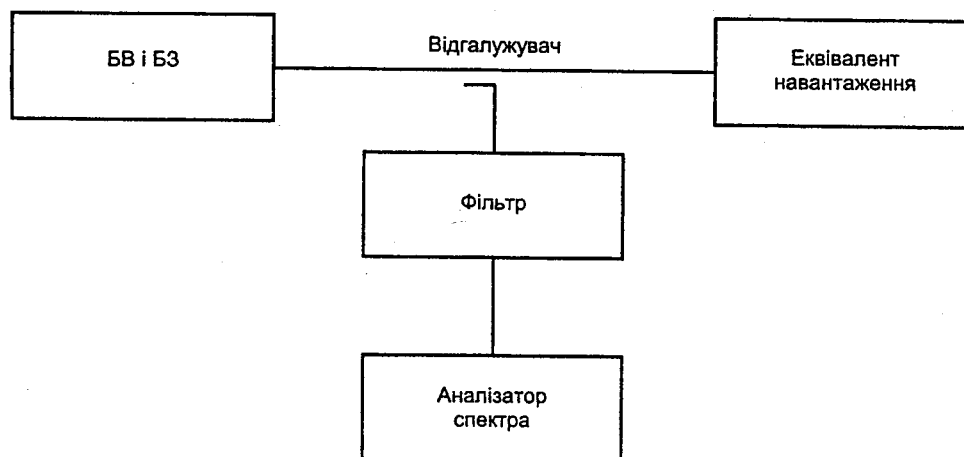 БВ і БЗ
Відгалужувач
Еквівалент
навантаження
Фільтр
Аналізатор
спектра